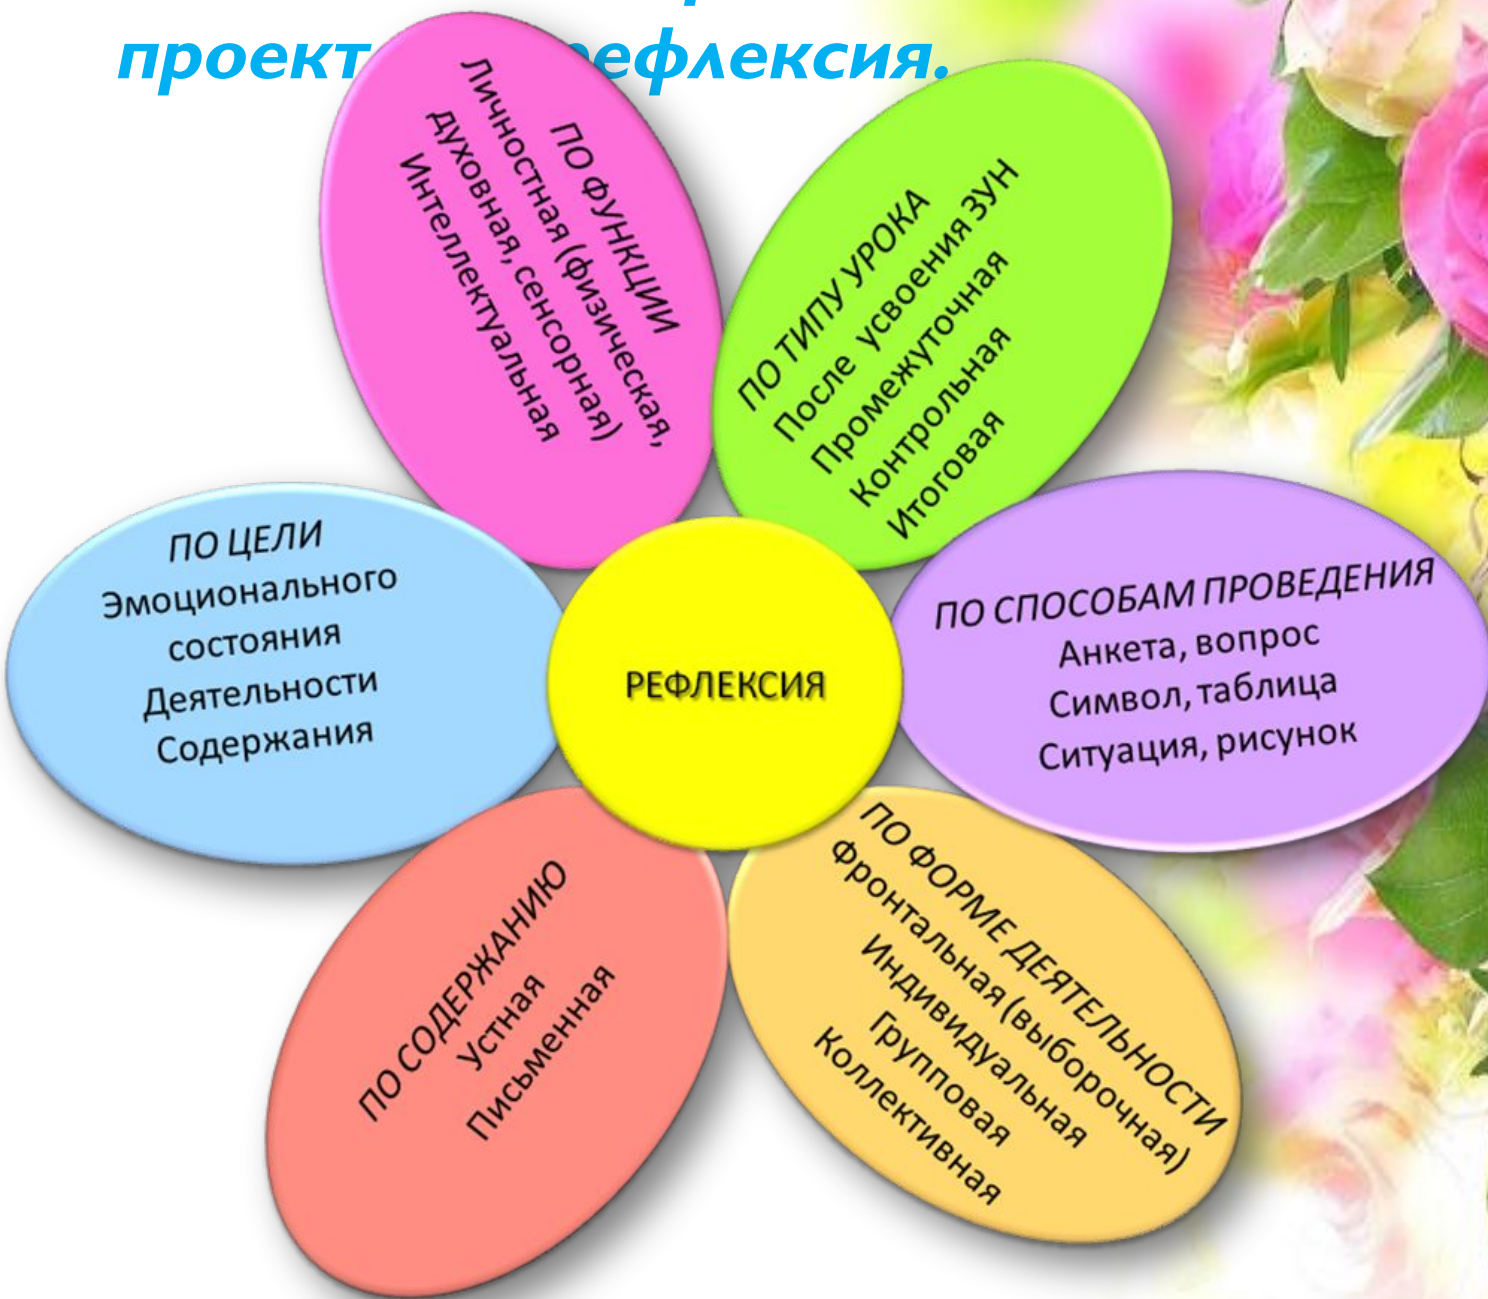 проект
рефлексия.
ПО ФУНКЦИИ
Личностная (физическая,
духовная, сенсорная)
Интеллектуальная
ПО ТИПУ УРОКА
После усвоения ЗУН
Промежуточная
Контрольная
Итоговая
ПО ЦЕЛИ
Эмоционального
состояния
Деятельности
Содержания
РЕФЛЕКСИЯ
ПО СПОСОБАМ ПРОВЕДЕНИЯ
Анкета, вопрос
Символ, таблица
Ситуация, рисунок
ПО СОДЕРЖАНИЮ
Устная
Письменная
ПО ФОРМЕ ДЕЯТЕЛЬНОСТИ
Фронтальная (выборочная)
Индивидуальная
Групповая
Коллективная